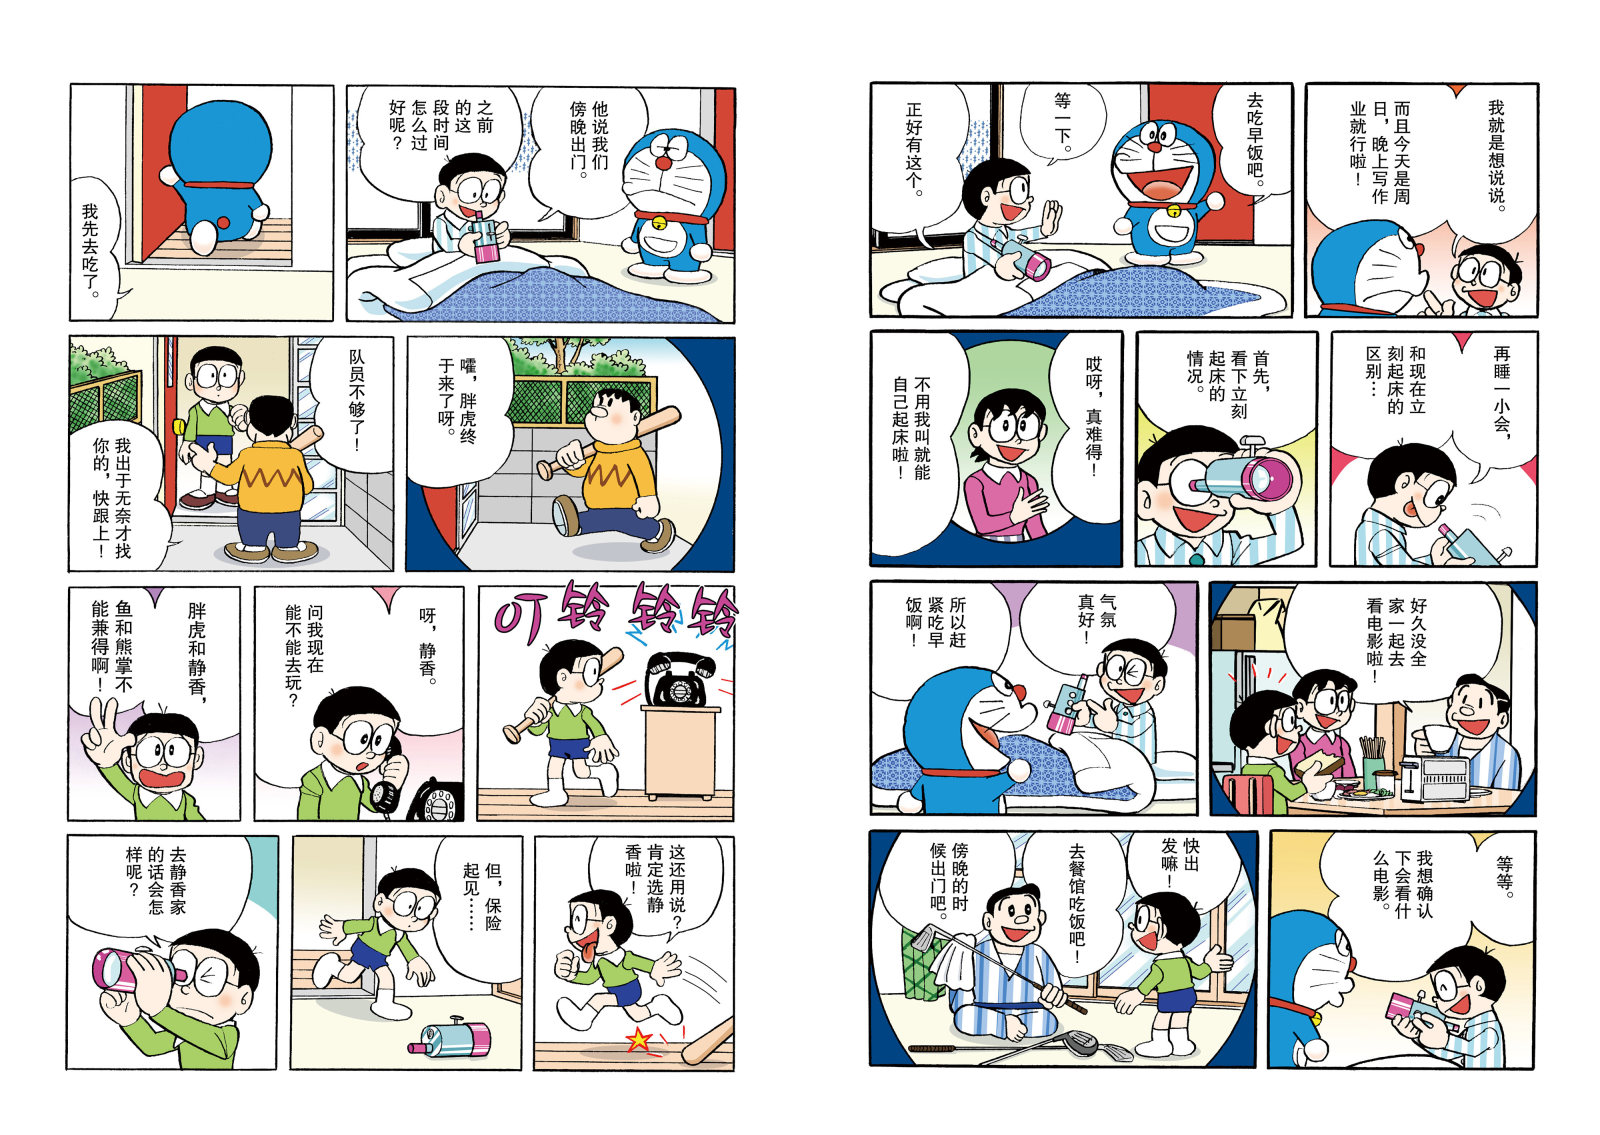 我就是想说说。
而且今天是周
日，晚上写作
业就行啦！
去吃早饭吧。
等一下。
正好有这个。
再睡一小会，
和现在立
刻起床的
区别…
首先，
看下立刻
起床的
情况。
哎呀，真难得！
不用我叫就能
自己起床啦！
好久没全
家一起去
看电影啦！
气氛
真好！
所以赶
紧吃早
饭啊！
等等。
我想确认
下会看什
么电影。
快出
发嘛！
去餐馆吃饭吧！
傍晚的时
候出门吧。
他说我们
傍晚出门。
之前
的这
段时间
怎么过
好呢？
我先去吃了。
嚯，胖虎终
于来了呀。
队员不够了！
我出于无奈才找
你的，快跟上！
叮铃铃铃
呀，静香。
问我现在
能不能去玩？
胖虎和静香，
鱼和熊掌不
能兼得啊！
这还用说？
肯定选静
香啦！
但，保险
起见……
去静香家
的话会怎
样呢？